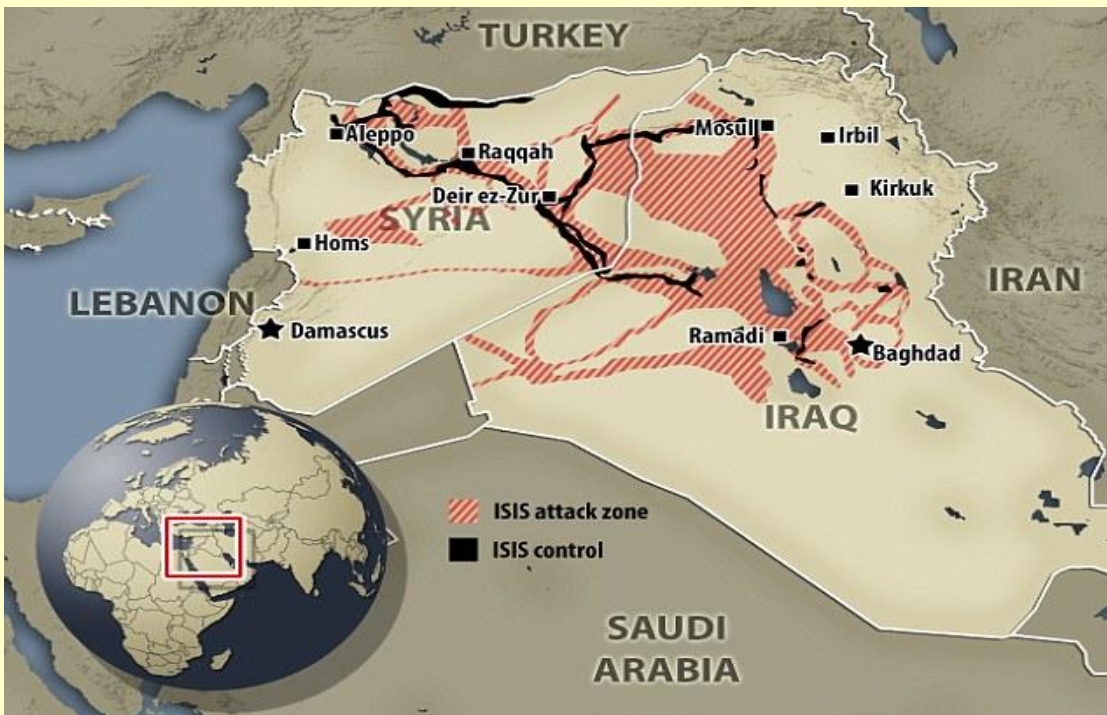 TURKEY
Aleppo
Mosul
Irbil
Raqqah
Deir ez-Zur
Kirkuk
SYRIA
Homs
IRAN
LEBANON
Damascus
Ramadi
Baghdad
IRAQ
ISIS attack zone
ISIS control
SAUDI
ARABIA